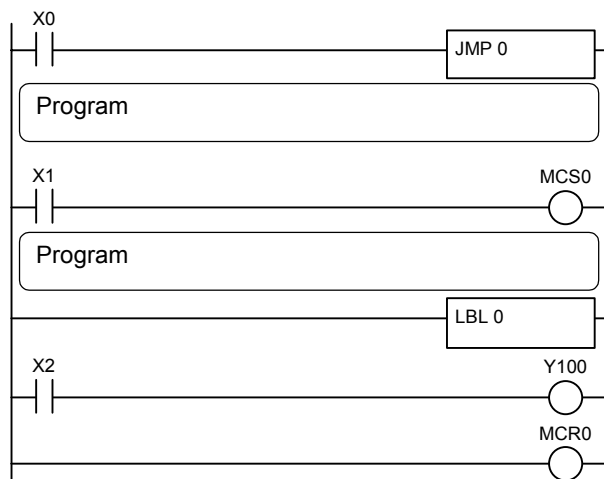 X0
JMP 0
Program
X1
MCS0
Program
LBL 0
X2
Y100
MCR0